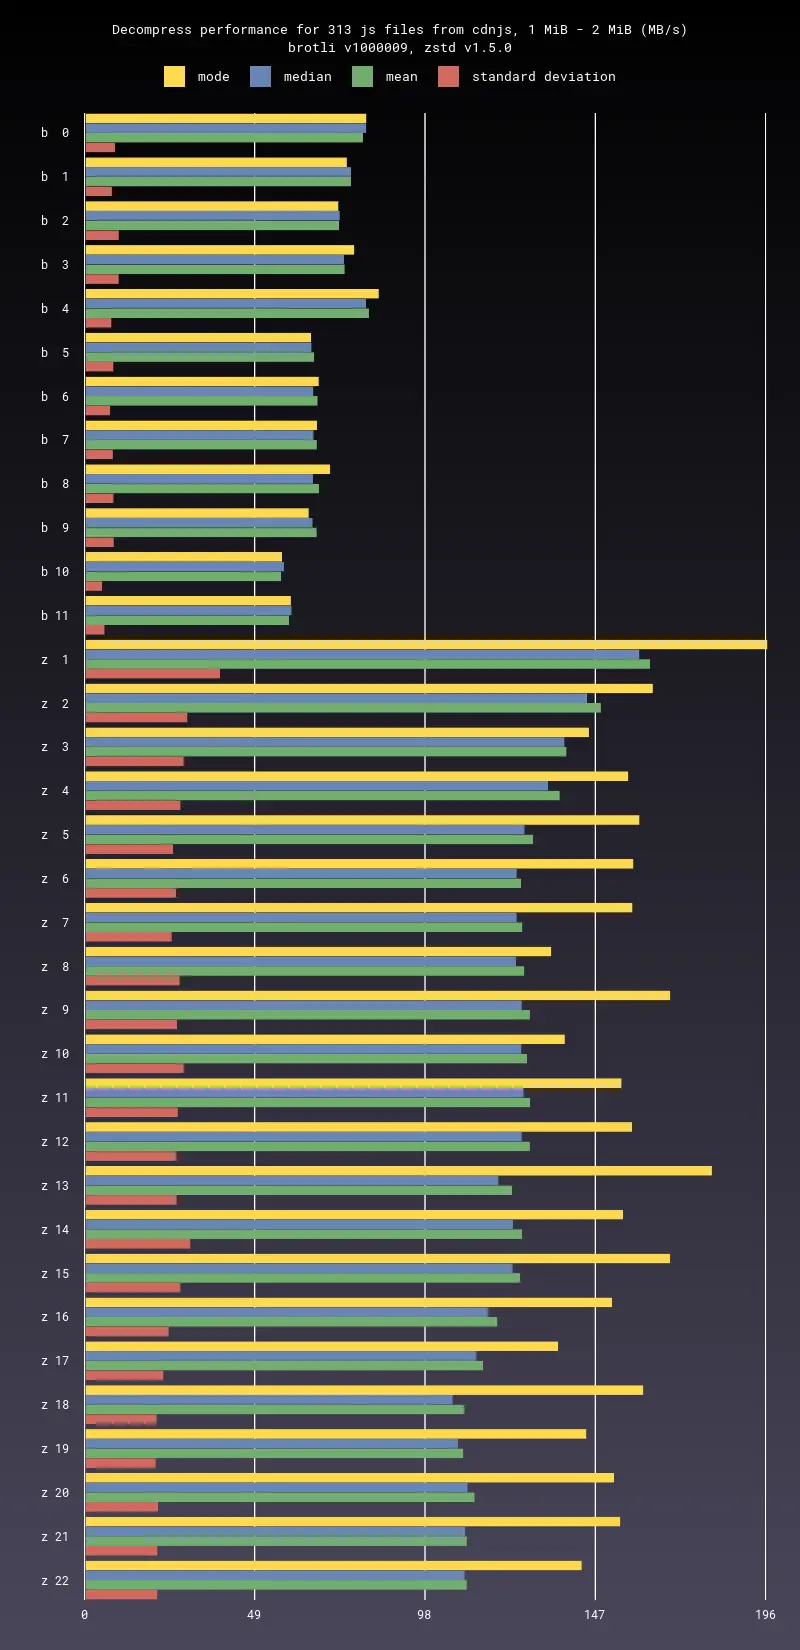 Decompress performance for 313 js files from cdnjs, 1 MiB - 2 MiB (MB/s)
brotli v1000009, zstd v1.5.0
mode median mean standard deviation
b 0
b 1
b 2
b 3
b 4
b 5
b 6
b 7
b 8
b 9
b 10
b 11
z 1
z 2
z 3
z 4
z 5
z 6
z 7
z 8
z 9
z 10
z 11
z 12
z 13
z 14
z 15
z 16
z 17
z 18
z 19
z 20
z 21
z 22
0 49 98 147 196